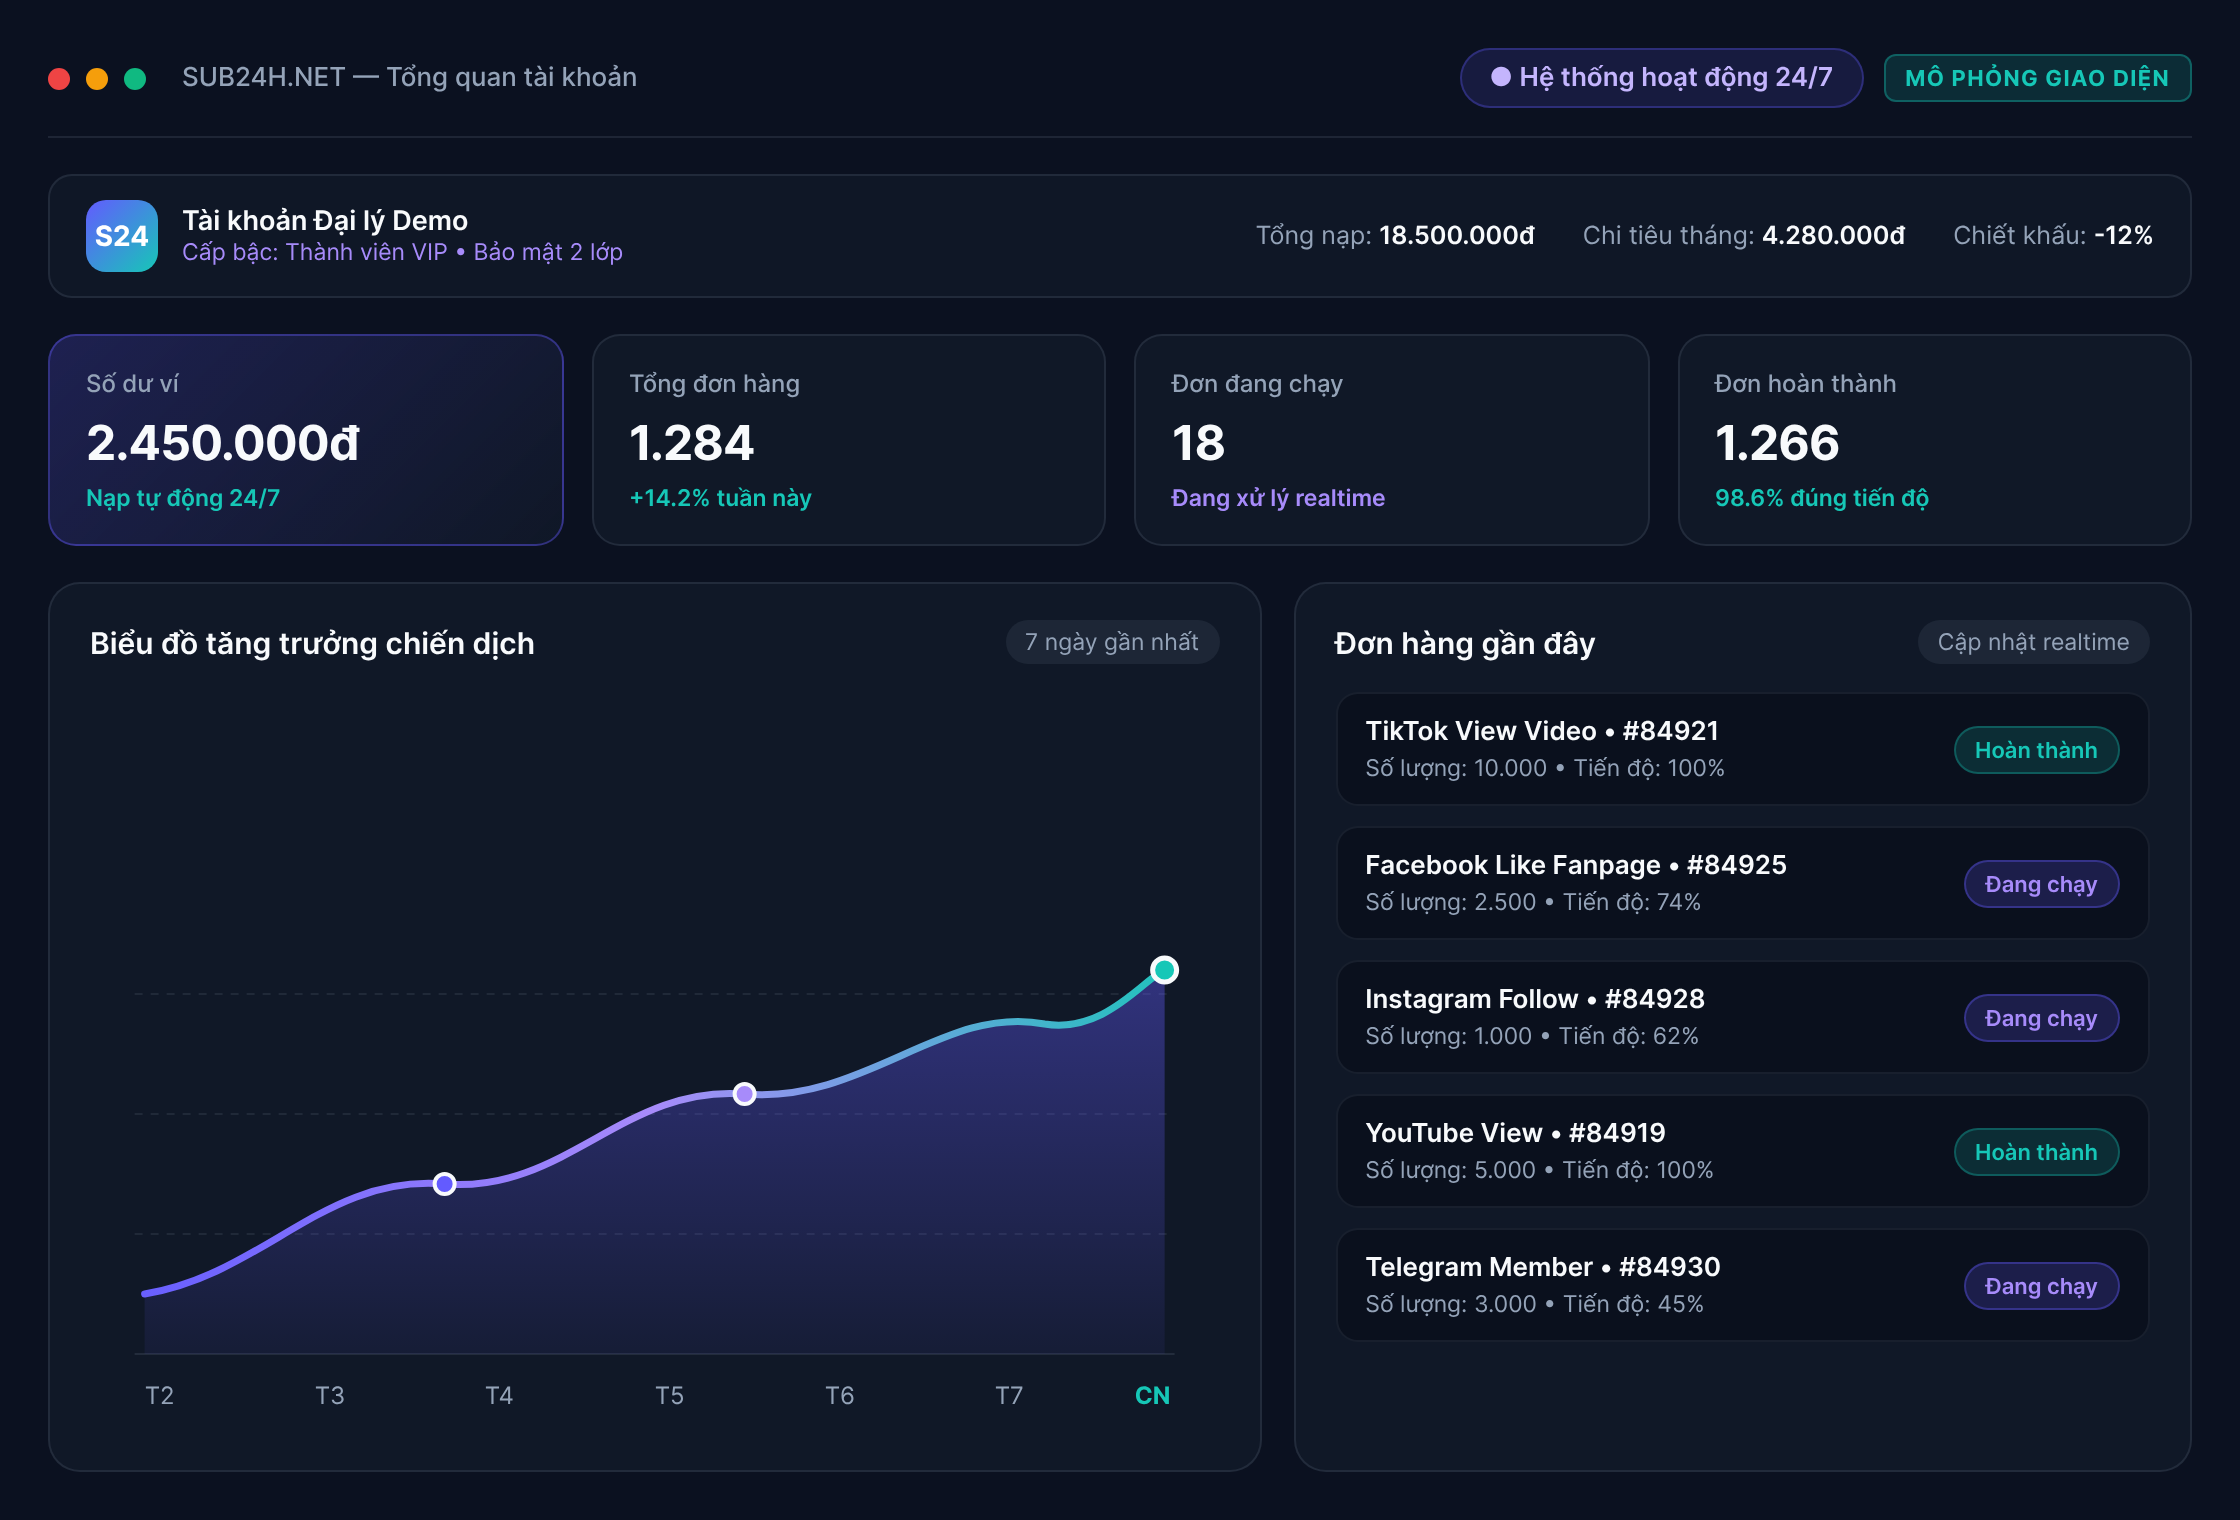 SUB24H.NET — Tổng quan tài khoản
● Hệ thống hoạt động 24/7
MÔ PHỎNG GIAO DIỆN
S24
Tài khoản Đại lý Demo
Cấp bậc: Thành viên VIP • Bảo mật 2 lớp
Tổng nạp: 18.500.000đ
Chi tiêu tháng: 4.280.000đ
Chiết khấu: -12%
Số dư ví
2.450.000đ
Nạp tự động 24/7
Tổng đơn hàng
1.284
+14.2% tuần này
Đơn đang chạy
18
Đang xử lý realtime
Đơn hoàn thành
1.266
98.6% đúng tiến độ
Biểu đồ tăng trưởng chiến dịch
7 ngày gần nhất
T2 T3 T4 T5 T6 T7 CN
Đơn hàng gần đây
Cập nhật realtime
TikTok View Video • #84921
Số lượng: 10.000 • Tiến độ: 100%
Hoàn thành
Facebook Like Fanpage • #84925
Số lượng: 2.500 • Tiến độ: 74%
Đang chạy
Instagram Follow • #84928
Số lượng: 1.000 • Tiến độ: 62%
Đang chạy
YouTube View • #84919
Số lượng: 5.000 • Tiến độ: 100%
Hoàn thành
Telegram Member • #84930
Số lượng: 3.000 • Tiến độ: 45%
Đang chạy